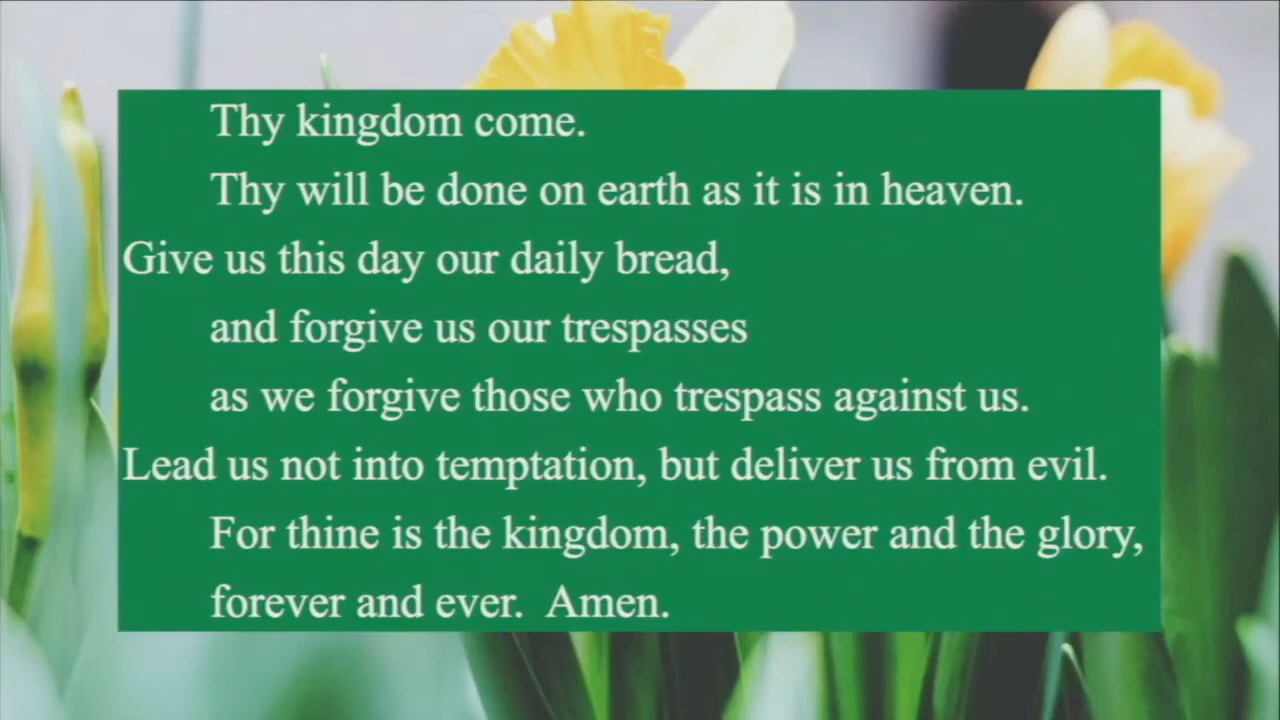 Thy kingdom come.
Thy will be done on earth as it is in heaven.
Give us this day our daily bread,
and forgive us our trespasses
as we forgive those who trespass against us.
Lead us not into temptation, but deliver us from evil.
For thine is the kingdom, the power and the glory,
forever and ever.  Amen.